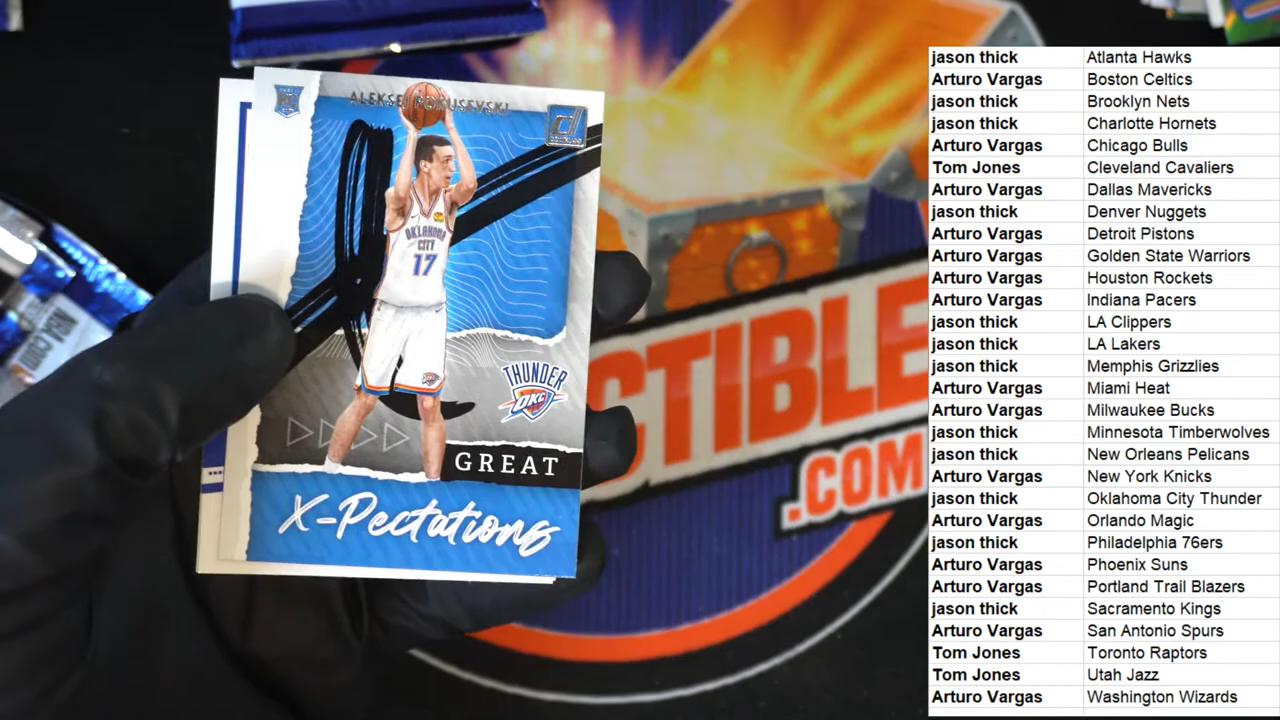 ALEKSEJ POKUSEVSKI
RC
d
OKLAHOMA
CITY
17
THUNDER
OKC
GREAT
X-Pectations
CTIBLE
.COM
jason thick Atlanta Hawks
Arturo Vargas Boston Celtics
jason thick Brooklyn Nets
jason thick Charlotte Hornets
Arturo Vargas Chicago Bulls
Tom Jones Cleveland Cavaliers
Arturo Vargas Dallas Mavericks
jason thick Denver Nuggets
Arturo Vargas Detroit Pistons
Arturo Vargas Golden State Warriors
Arturo Vargas Houston Rockets
Arturo Vargas Indiana Pacers
jason thick LA Clippers
jason thick LA Lakers
jason thick Memphis Grizzlies
Arturo Vargas Miami Heat
Arturo Vargas Milwaukee Bucks
jason thick Minnesota Timberwolves
jason thick New Orleans Pelicans
Arturo Vargas New York Knicks
jason thick Oklahoma City Thunder
Arturo Vargas Orlando Magic
jason thick Philadelphia 76ers
Arturo Vargas Phoenix Suns
Arturo Vargas Portland Trail Blazers
jason thick Sacramento Kings
Arturo Vargas San Antonio Spurs
Tom Jones Toronto Raptors
Tom Jones Utah Jazz
Arturo Vargas Washington Wizards